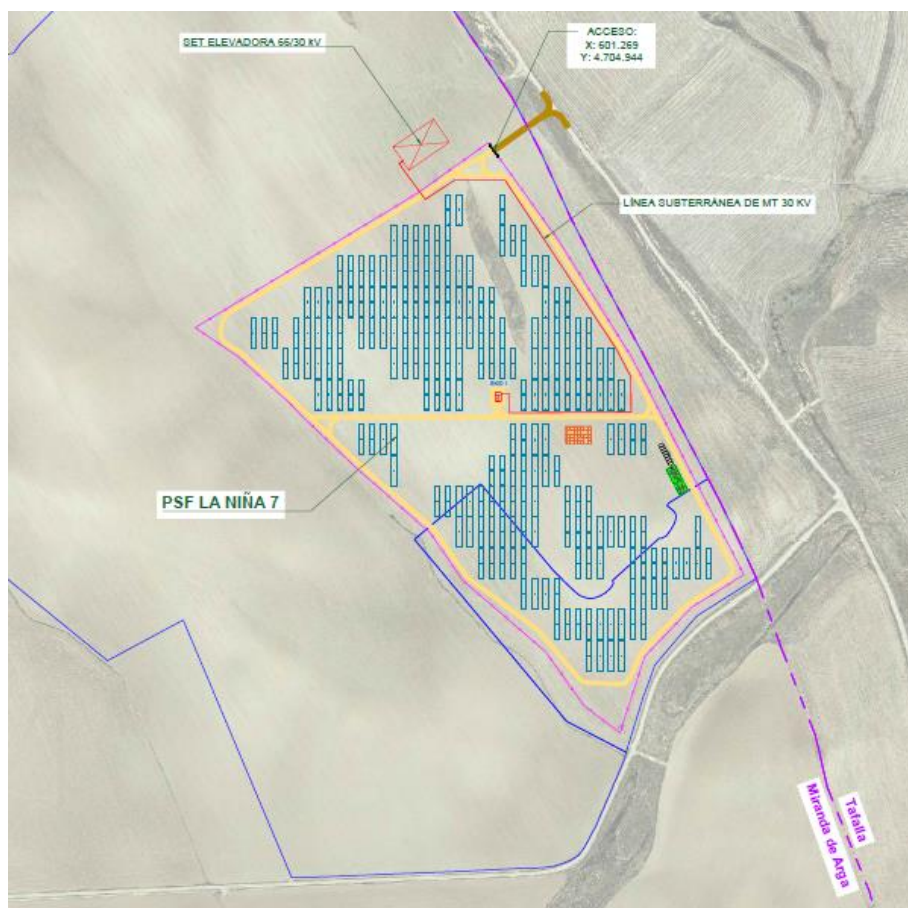 SET ELEVADORA 66/30 kV
ACCESO:
X: 601.269
Y: 4.704.944
LÍNEA SUBTERRÁNEA DE MT 30 KV
PSF LA NIÑA 7
Tafalla
Miranda de Arga